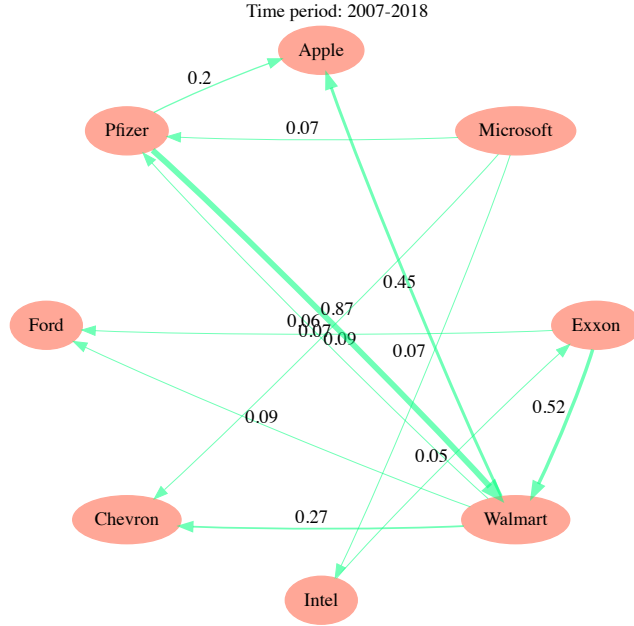 Time period: 2007-2018
Apple
0.2
Pfizer
0.07
Microsoft
0.45
0.87
0.06
0.07
0.09
Ford
Exxon
0.07
0.52
0.09
0.05
Chevron
0.27
Walmart
Intel